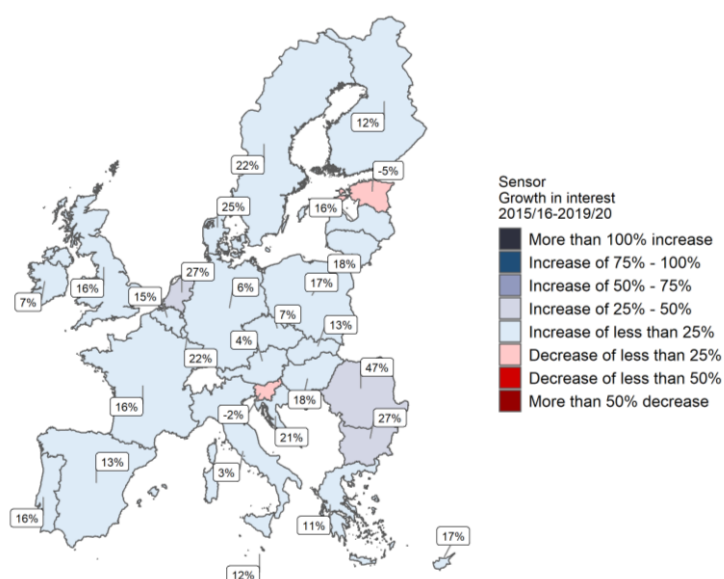 12%
22%
-5%
25%
16%
18%
27%
15%
16%
7%
6%
17%
7%
13%
4%
22%
47%
18%
16%
-2%
27%
21%
13%
3%
16%
11%
17%
12%
Sensor
Growth in interest
2015/16-2019/20
More than 100% increase
Increase of 75% - 100%
Increase of 50% - 75%
Increase of 25% - 50%
Increase of less than 25%
Decrease of less than 25%
Decrease of less than 50%
More than 50% decrease